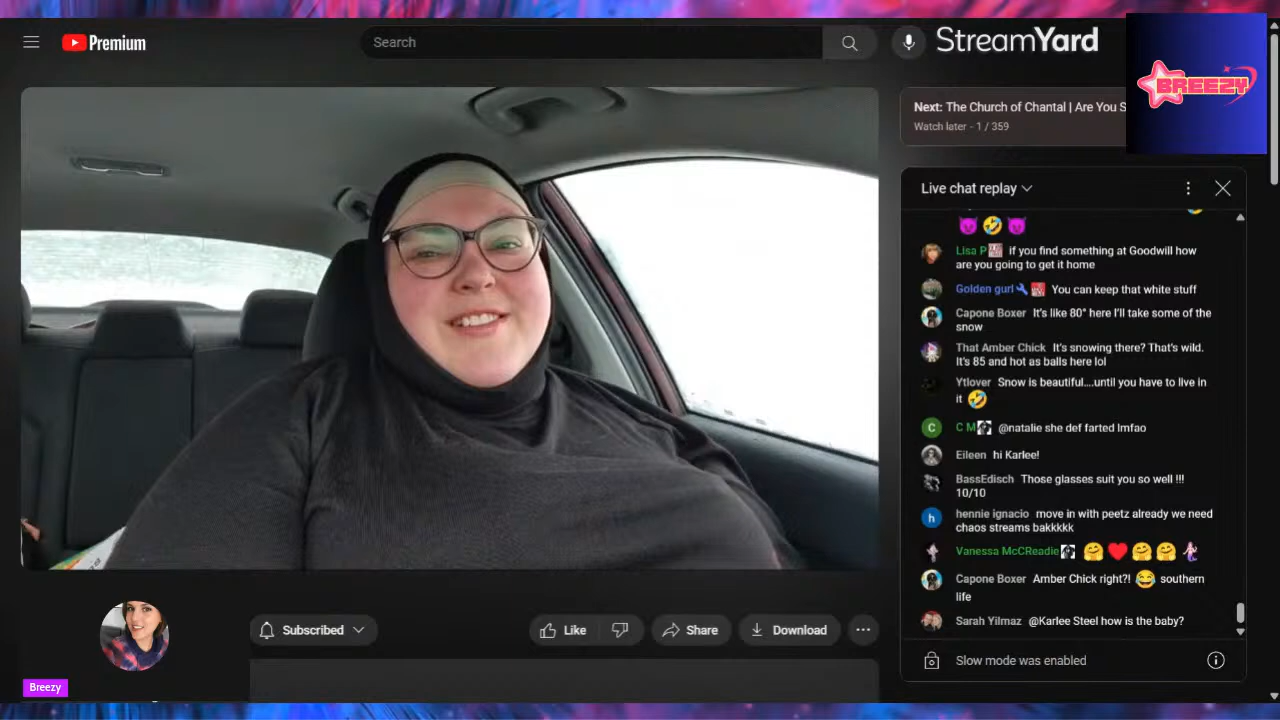 Premium
Search
StreamYard
BREEZY
Next: The Church of Chantal | Are You S
Watch later - 1 / 359
Live chat replay
Lisa P if you find something at Goodwill how
are you going to get it home
Golden gurl You can keep that white stuff
Capone Boxer It's like 80° here I'll take some of the
snow
That Amber Chick It's snowing there? That's wild.
It's 85 and hot as balls here lol
Ytlover Snow is beautiful....until you have to live in
it
C
C M @natalie she def farted lmfao
Eileen hi Karlee!
BassEdisch Those glasses suit you so well !!!
10/10
h
hennie ignacio move in with peetz already we need
chaos streams bakkkkk
Vanessa McCReadie
Capone Boxer Amber Chick right?! southern
life
Sarah Yilmaz @Karlee Steel how is the baby?
Slow mode was enabled
Subscribed
Like
Share
Download
Breezy